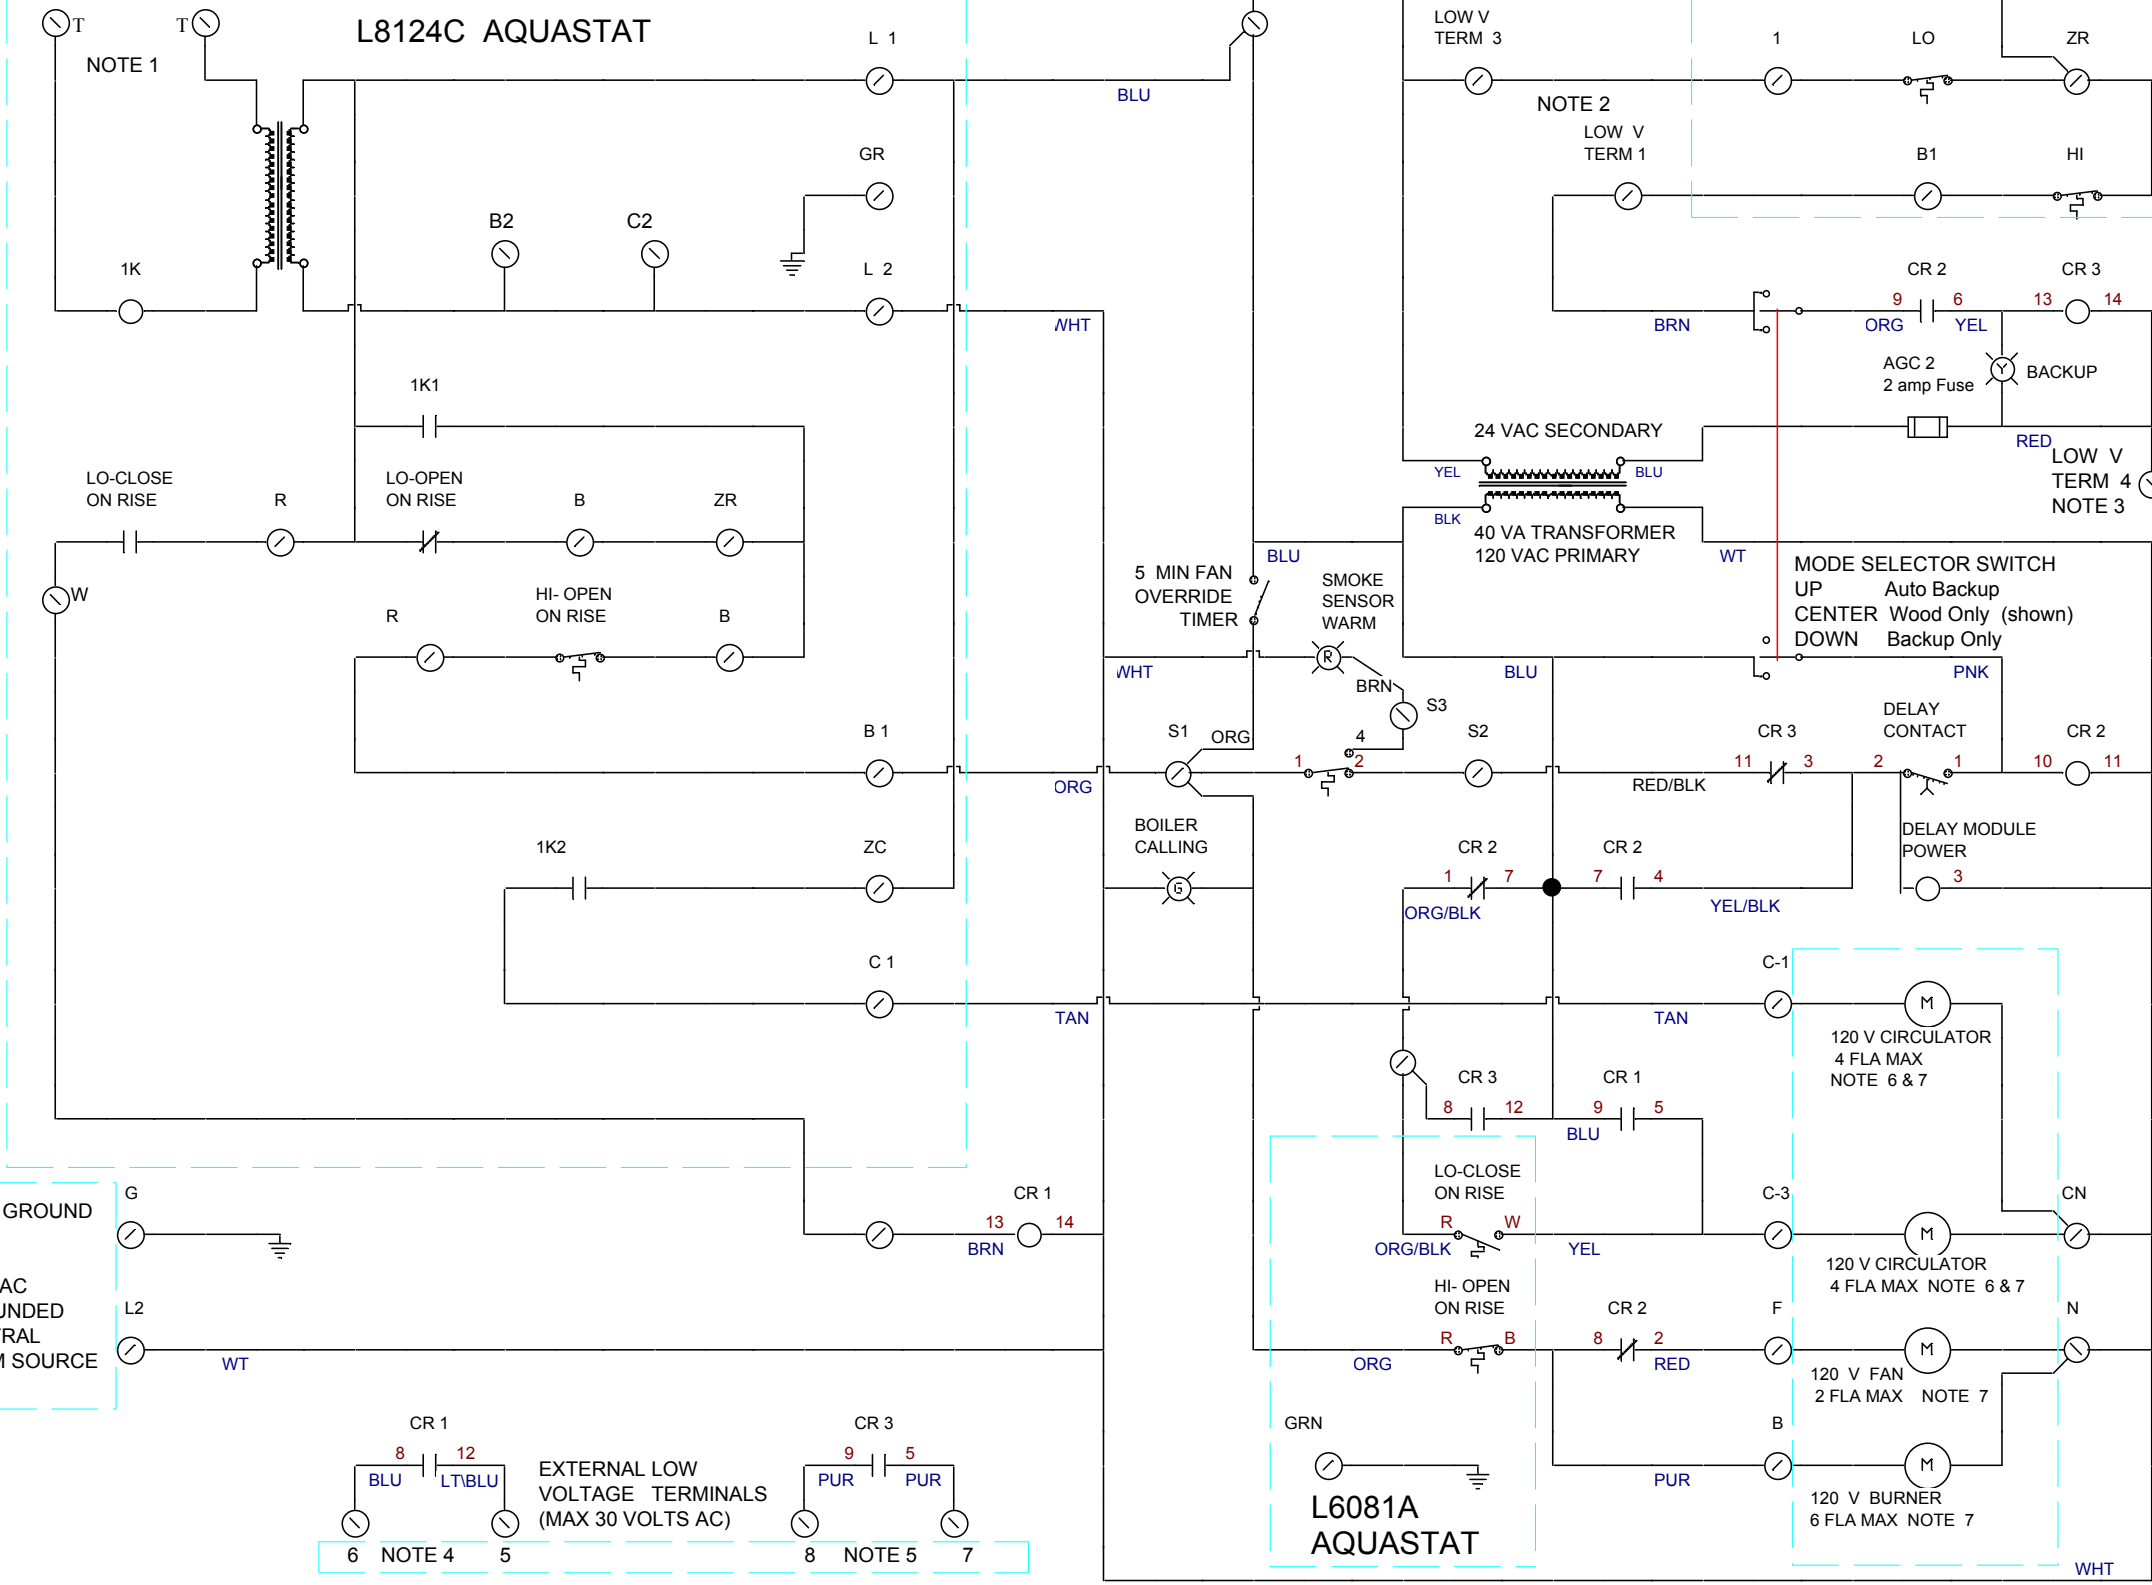 T
T
L8124C AQUASTAT
NOTE 1
L 1
BLU
LOW V
TERM 3
1
LO
ZR
NOTE 2
LOW V
TERM 1
B1
HI
GR
B2
C2
1K
L 2
WHT
BRN
CR 2
9
6
ORG
YEL
CR 3
13
14
AGC 2
2 amp Fuse
Y
BACKUP
1K1
24 VAC SECONDARY
YEL
BLU
RED
LOW V
TERM 4
NOTE 3
BLK
40 VA TRANSFORMER
120 VAC PRIMARY
WT
LO-CLOSE
ON RISE
R
LO-OPEN
ON RISE
B
ZR
BLU
5 MIN FAN
OVERRIDE
TIMER
SMOKE
SENSOR
WARM
MODE SELECTOR SWITCH
UP Auto Backup
CENTER Wood Only (shown)
DOWN Backup Only
W
R
HI- OPEN
ON RISE
B
WHT
R
BRN
S3
BLU
PNK
B 1
ORG
S1
ORG
4
1
2
S2
RED/BLK
CR 3
11
3
DELAY
CONTACT
2
1
CR 2
10
11
1K2
ZC
BOILER
CALLING
G
CR 2
1
7
ORG/BLK
CR 2
7
4
YEL/BLK
DELAY MODULE
POWER
3
C 1
TAN
TAN
C-1
M
120 V CIRCULATOR
4 FLA MAX
NOTE 6 & 7
CR 3
8
12
CR 1
9
5
BLU
G
GROUND
CR 1
13
14
BRN
LO-CLOSE
ON RISE
R
W
ORG/BLK
YEL
C-3
M
CN
120 V CIRCULATOR
4 FLA MAX NOTE 6 & 7
AC
UNDED
TRAL
M SOURCE
L2
WT
HI- OPEN
ON RISE
R
B
ORG
CR 2
8
2
RED
F
M
N
120 V FAN
2 FLA MAX NOTE 7
CR 1
8
12
BLU
LT\BLU
EXTERNAL LOW
VOLTAGE TERMINALS
(MAX 30 VOLTS AC)
CR 3
9
5
PUR
PUR
GRN
PUR
B
M
120 V BURNER
6 FLA MAX NOTE 7
L6081A
AQUASTAT
6 NOTE 4 5
8 NOTE 5 7
WHT